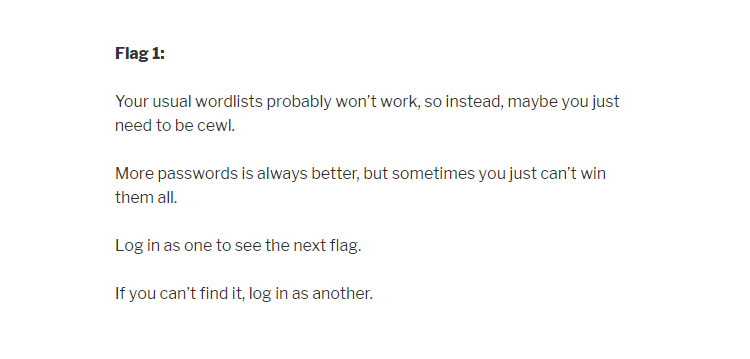 Flag 1:
Your usual wordlists probably won’t work, so instead, maybe you just
need to be cewl.
More passwords is always better, but sometimes you just can’t win
them all.
Log in as one to see the next flag.
If you can’t find it, log in as another.